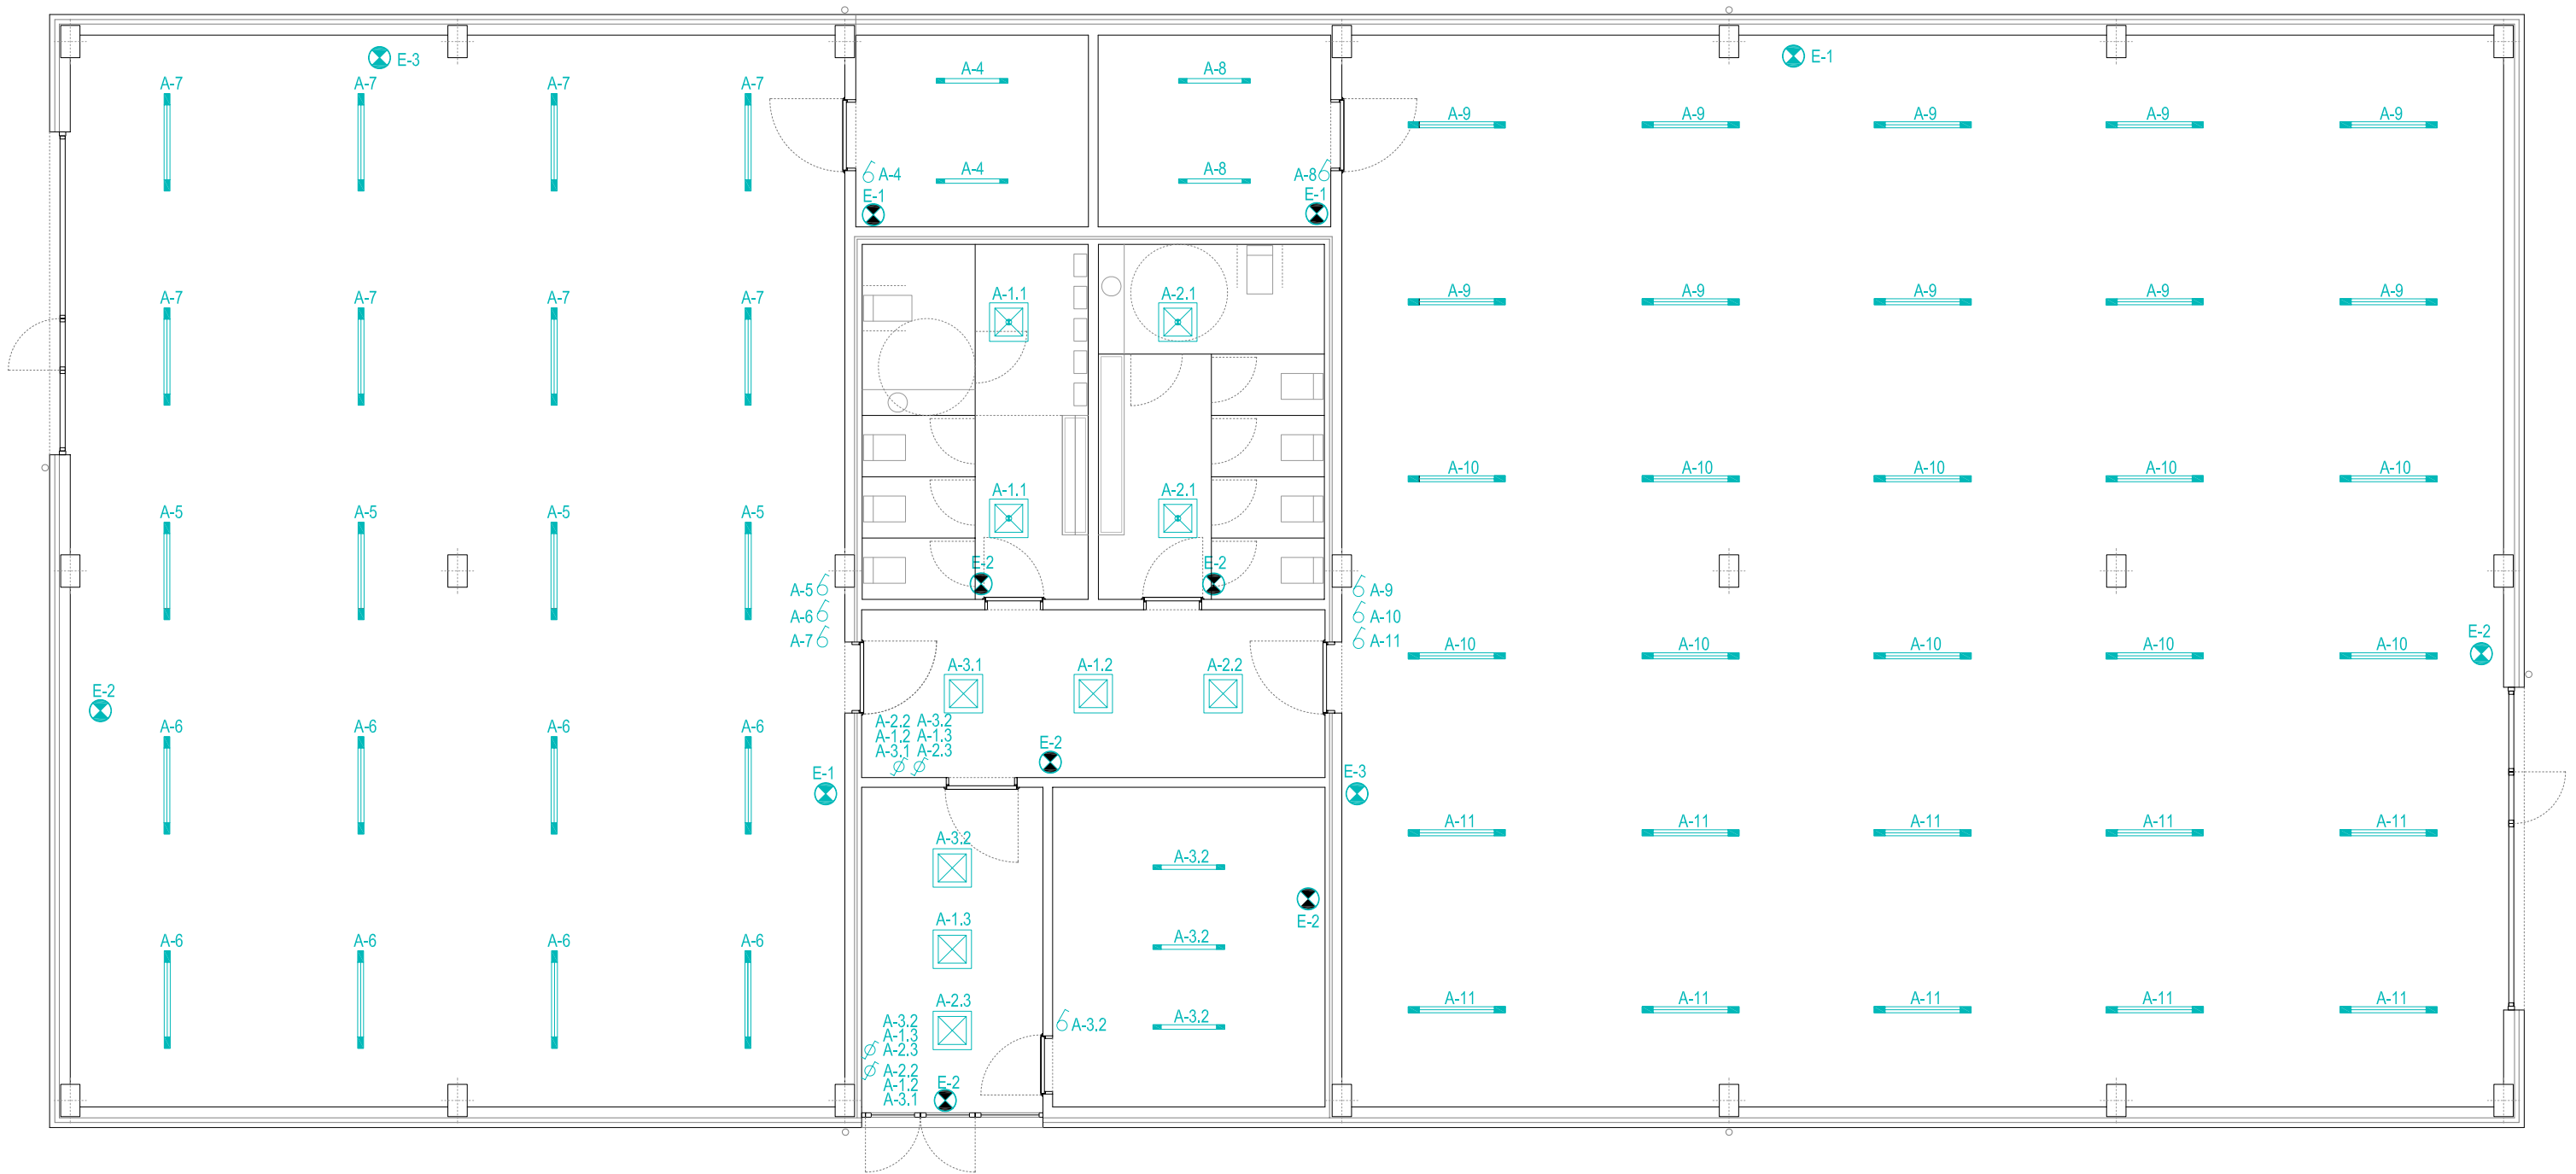 E-3
E-1
A-7 A-7 A-7 A-7
A-4
A-8
A-9 A-9 A-9 A-9 A-9
A-4
A-4
A-8
A-8
E-1
E-1
A-7 A-7 A-7 A-7
A-1.1
A-2.1
A-9 A-9 A-9 A-9 A-9
A-10 A-10 A-10 A-10 A-10
A-5 A-5 A-5 A-5
A-1.1
A-2.1
E-2
E-2
A-5
A-6
A-7
A-9
A-10
A-11
A-10 A-10 A-10 A-10 A-10
E-2
E-2
A-3.1
A-1.2
A-2.2
A-2.2 A-3.2
A-1.2 A-1.3
A-3.1 A-2.3
A-6 A-6 A-6 A-6
E-2
E-1
E-3
A-11 A-11 A-11 A-11 A-11
A-3.2
A-3.2
A-1.3
E-2
A-6 A-6 A-6 A-6
A-3.2
A-2.3
A-11 A-11 A-11 A-11 A-11
A-3.2
A-3.2
A-3.2
A-1.3
A-2.3
A-2.2
A-1.2
A-3.1
E-2